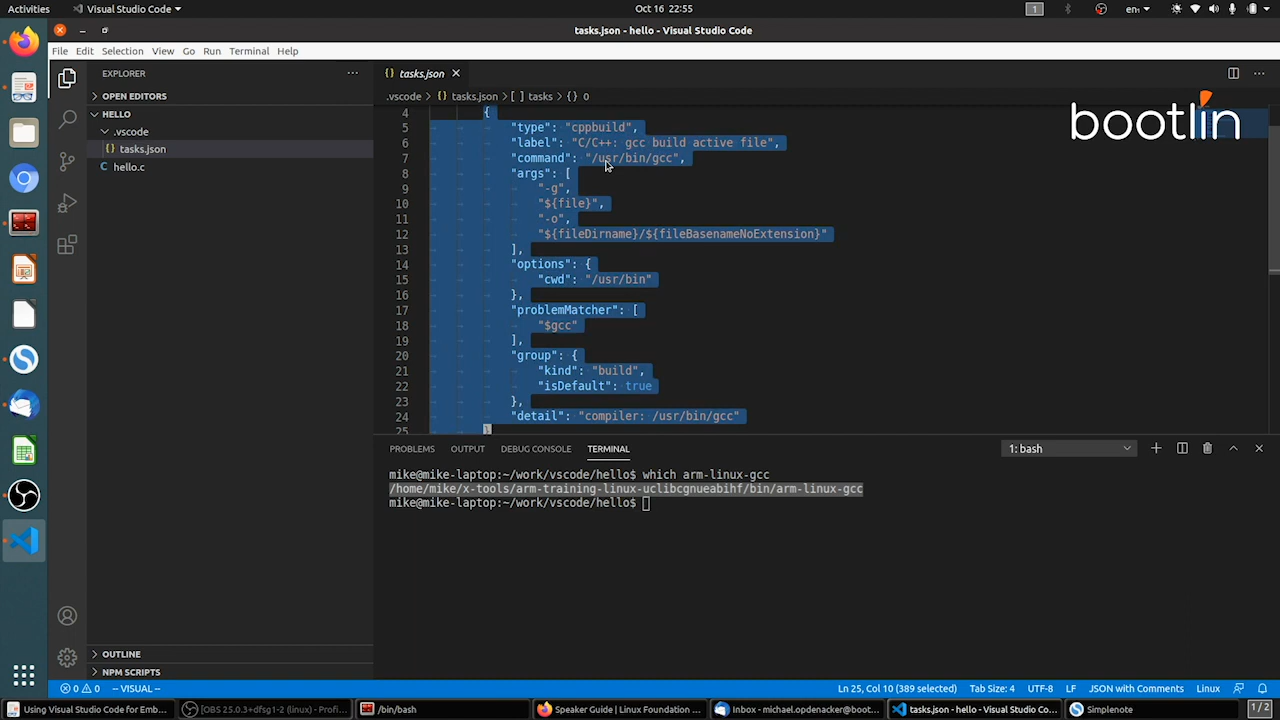 Activities
Visual Studio Code
Oct 16 22:55
1
en
tasks.json - hello - Visual Studio Code
File Edit Selection View Go Run Terminal Help
EXPLORER
OPEN EDITORS
HELLO
.vscode
{} tasks.json
C hello.c
OUTLINE
NPM SCRIPTS
{} tasks.json
.vscode > {} tasks.json > [ ] tasks > {} 0
bootlin
4 {
5 "type": "cppbuild",
6 "label": "C/C++: gcc build active file",
7 "command": "/usr/bin/gcc",
8 "args": [
9 "-g",
10 "${file}",
11 "-o",
12 "${fileDirname}/${fileBasenameNoExtension}"
13 ],
14 "options": {
15 "cwd": "/usr/bin"
16 },
17 "problemMatcher": [
18 "$gcc"
19 ],
20 "group": {
21 "kind": "build",
22 "isDefault": true
23 },
24 "detail": "compiler: /usr/bin/gcc"
25 }
PROBLEMS OUTPUT DEBUG CONSOLE TERMINAL
1: bash
mike@mike-laptop:~/work/vscode/hello$ which arm-linux-gcc
/home/mike/x-tools/arm-training-linux-uclibcgnueabihf/bin/arm-linux-gcc
mike@mike-laptop:~/work/vscode/hello$
0 0 -- VISUAL --
Ln 25, Col 10 (389 selected) Tab Size: 4 UTF-8 LF JSON with Comments Linux
Using Visual Studio Code for Emb...
[OBS 25.0.3+dfsg1-2 (linux) - Profi...
/bin/bash
Speaker Guide | Linux Foundation ...
Inbox - michael.opdenacker@boot...
tasks.json - hello - Visual Studio Co...
Simplenote
1 / 2